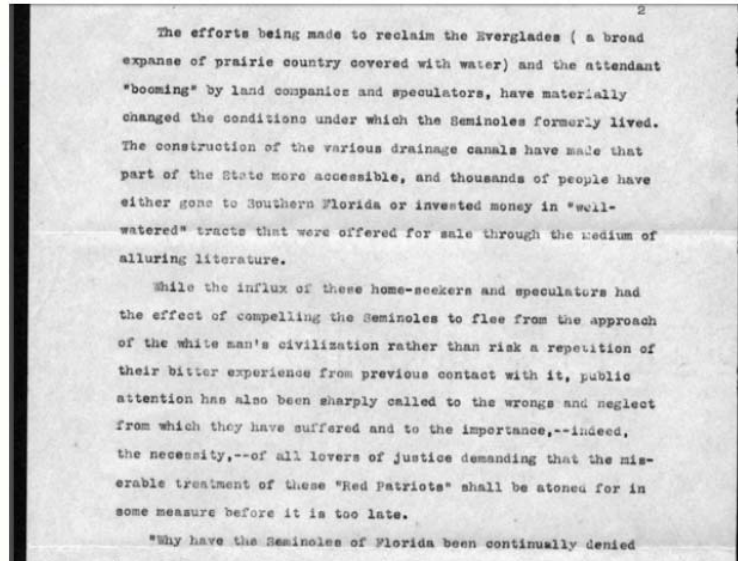 2
The efforts being made to reclaim the Everglades ( a broad
expanse of prairie country covered with water) and the attendant
"booming" by land companies and speculators, have materially
changed the conditions under which the Seminoles formerly lived.
The construction of the various drainage canals have made that
part of the State more accessible, and thousands of people have
either gone to Southern Florida or invested money in "well-
watered" tracts that were offered for sale through the medium of
alluring literature.
While the influx of these home-seekers and speculators had
the effect of compelling the Seminoles to flee from the approach
of the white man's civilization rather than risk a repetition of
their bitter experience from previous contact with it, public
attention has also been sharply called to the wrongs and neglect
from which they have suffered and to the importance,--indeed,
the necessity,--of all lovers of justice demanding that the mis-
erable treatment of these "Red Patriots" shall be atoned for in
some measure before it is too late.
"Why have the Seminoles of Florida been continually denied